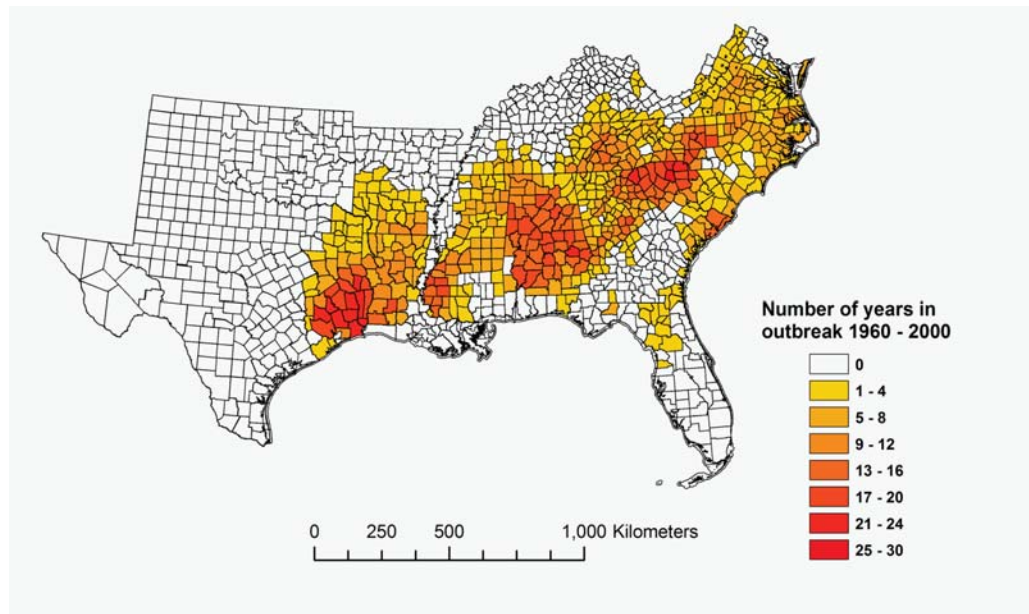 Number of years in
outbreak 1960 - 2000
0
1 - 4
5 - 8
9 - 12
13 - 16
17 - 20
21 - 24
25 - 30
0 250 500 1,000 Kilometers